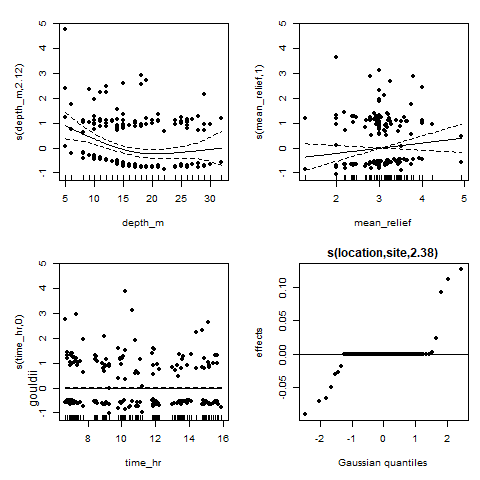 s(depth_m,2.12)
5
4
3
2
1
0
-1
5 10 15 20 25 30
depth_m
s(mean_relief,1)
5
4
3
2
1
0
-1
2 3 4 5
mean_relief
gouldii
s(time_hr,0)
5
4
3
2
1
0
-1
8 10 12 14 16
time_hr
s(location,site,2.38)
effects
0.10
0.05
0.00
-0.05
-2 -1 0 1 2
Gaussian quantiles